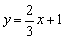 y = 2/3 x + 1